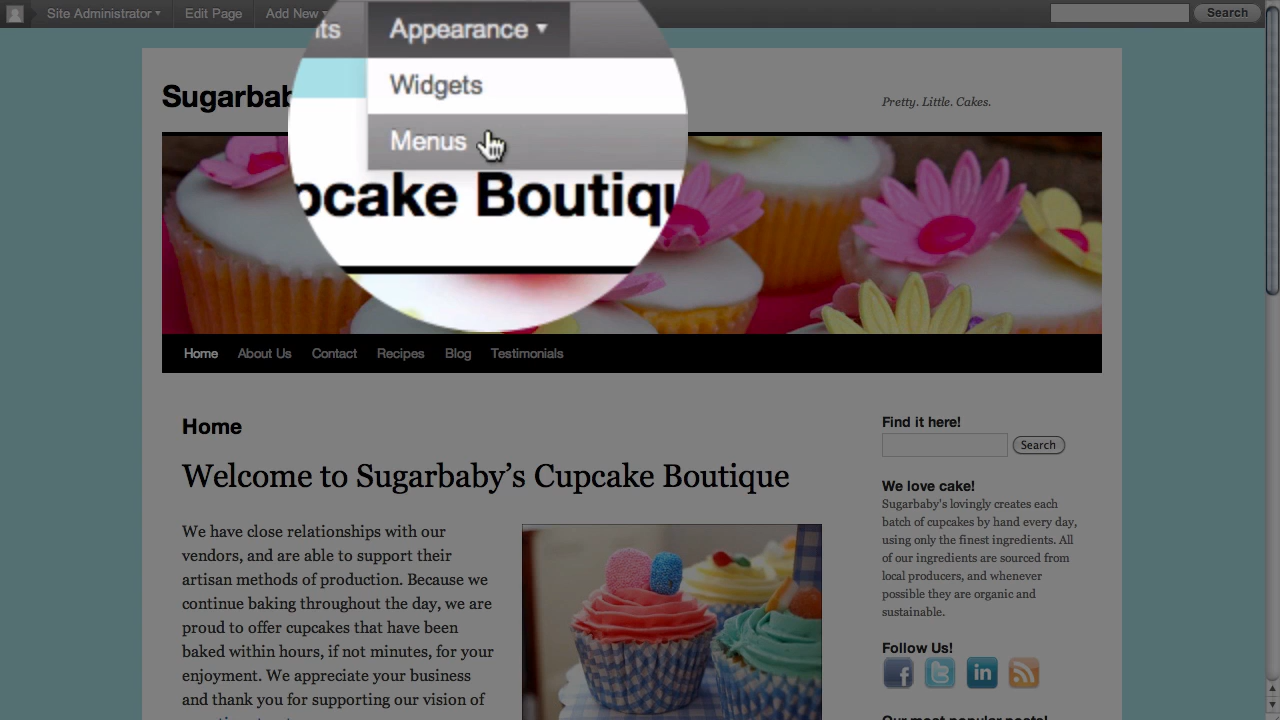 Site Administrator
Edit Page
Add New
Appearance
Search
Widgets
Menus
Sugarbab
pcake Boutiq
Pretty. Little. Cakes.
Home About Us Contact Recipes Blog Testimonials
Home
Welcome to Sugarbaby’s Cupcake Boutique
We have close relationships with our
vendors, and are able to support their
artisan methods of production. Because we
continue baking throughout the day, we are
proud to offer cupcakes that have been
baked within hours, if not minutes, for your
enjoyment. We appreciate your business
and thank you for supporting our vision of
Find it here!
Search
We love cake!
Sugarbaby's lovingly creates each
batch of cupcakes by hand every day,
using only the finest ingredients. All
of our ingredients are sourced from
local producers, and whenever
possible they are organic and
sustainable.
Follow Us!
Our most popular posts!